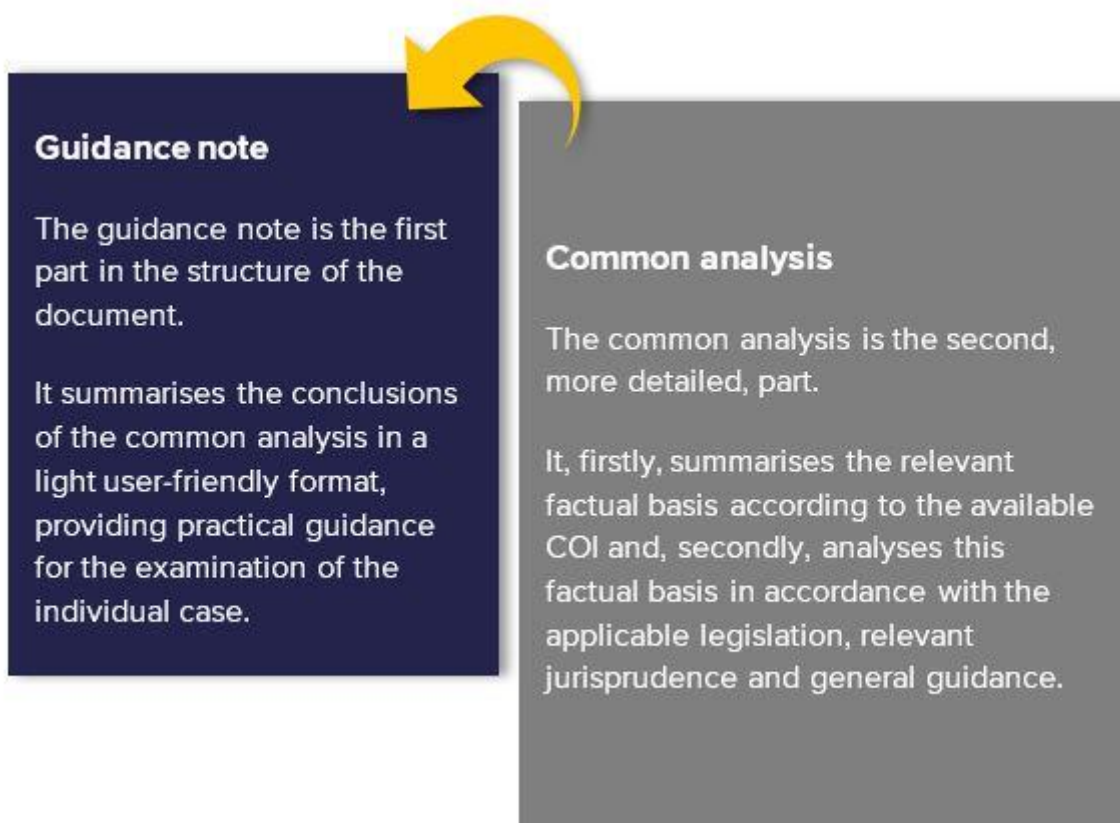 Guidance note
The guidance note is the first
part in the structure of the
document.
It summarises the conclusions
of the common analysis in a
light user-friendly format,
providing practical guidance
for the examination of the
individual case.
Common analysis
The common analysis is the second,
more detailed, part.
It, firstly, summarises the relevant
factual basis according to the available
COI and, secondly, analyses this
factual basis in accordance with the
applicable legislation, relevant
jurisprudence and general guidance.